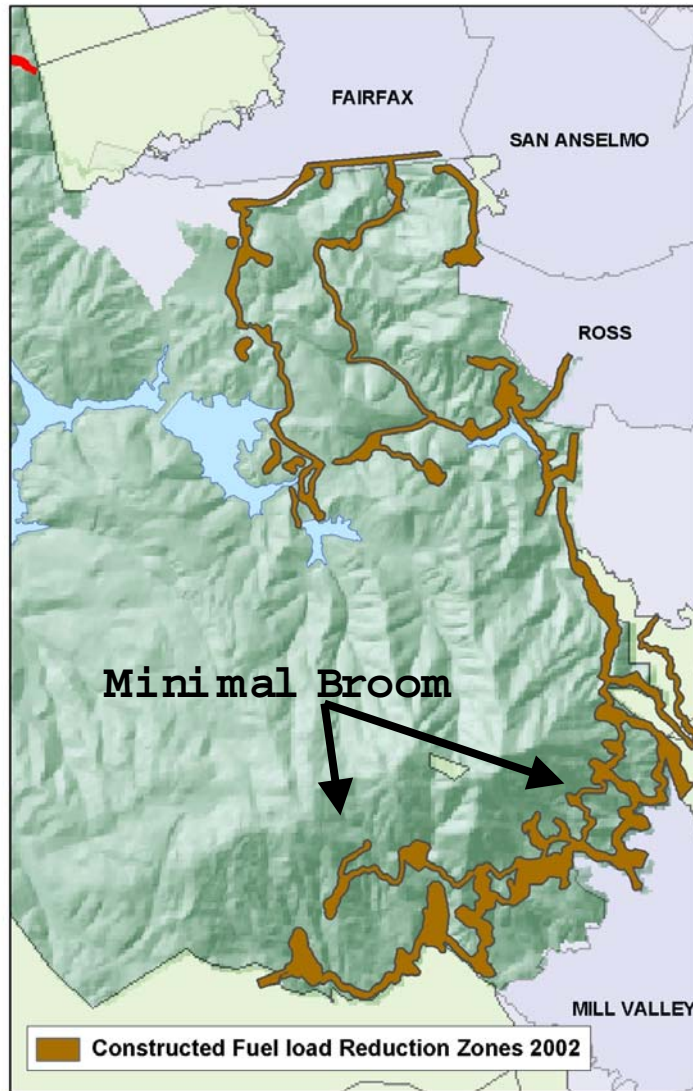 FAIRFAX
SAN ANSELMO
ROSS
Minimal Broom
MILL VALLEY
Constructed Fuel load Reduction Zones 2002